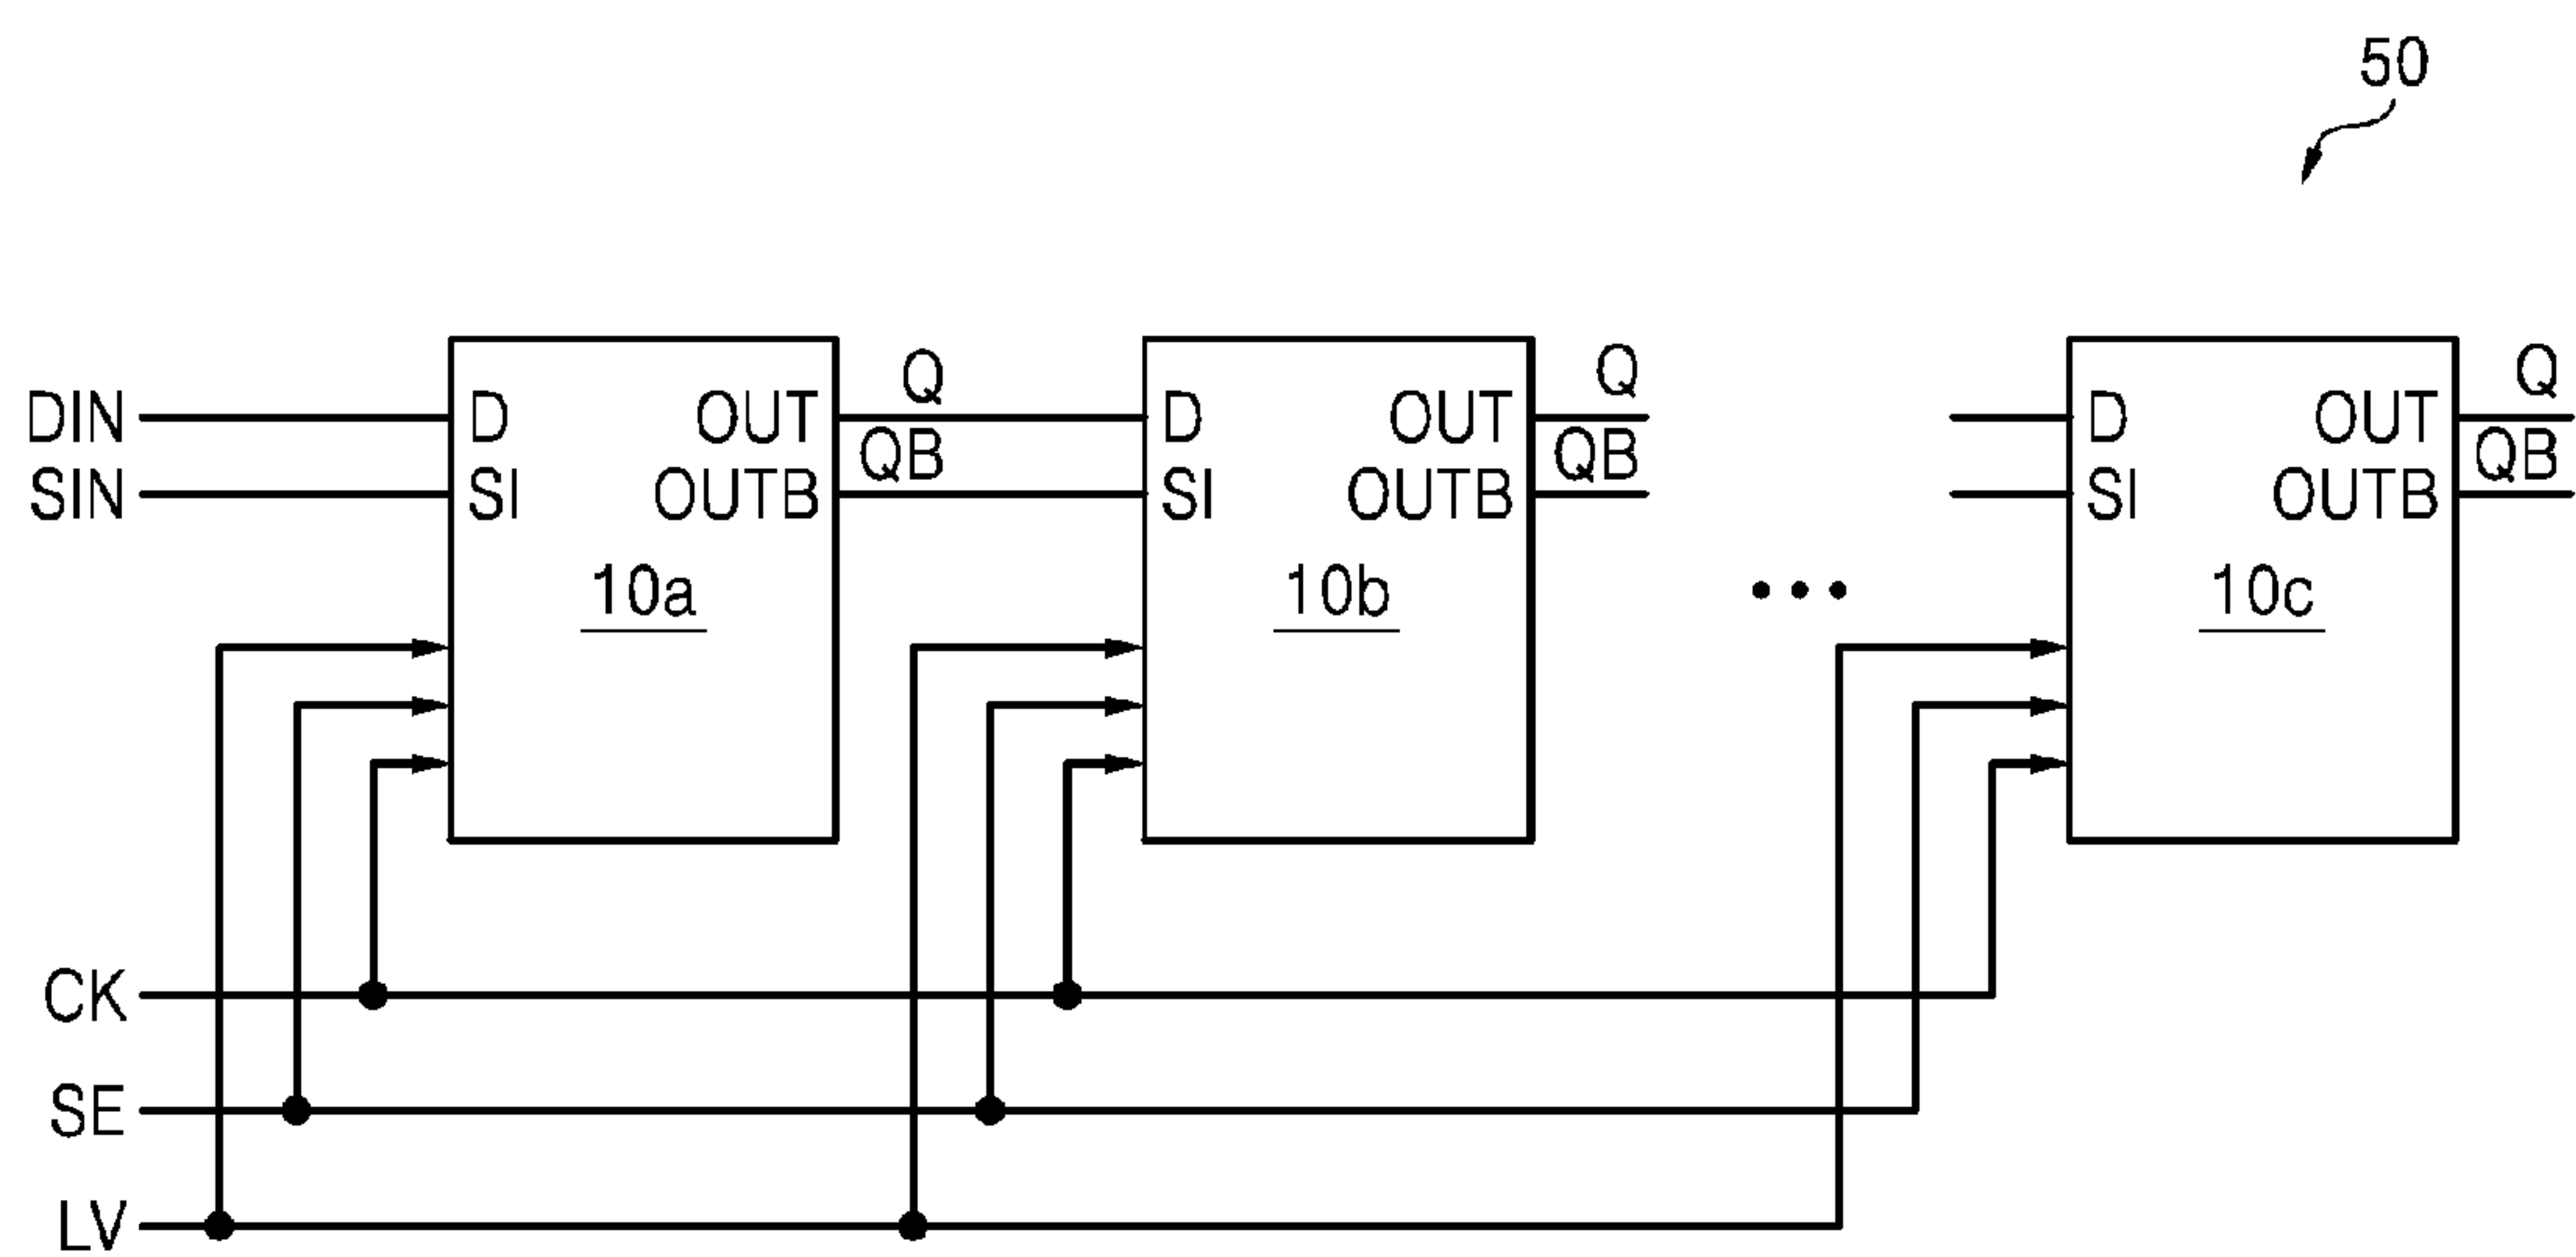 50
DIN
SIN
D
SI
OUT
OUTB
10a
Q
QB
D
SI
OUT
OUTB
10b
Q
QB
...
D
SI
OUT
OUTB
10c
Q
QB
CK
SE
LV